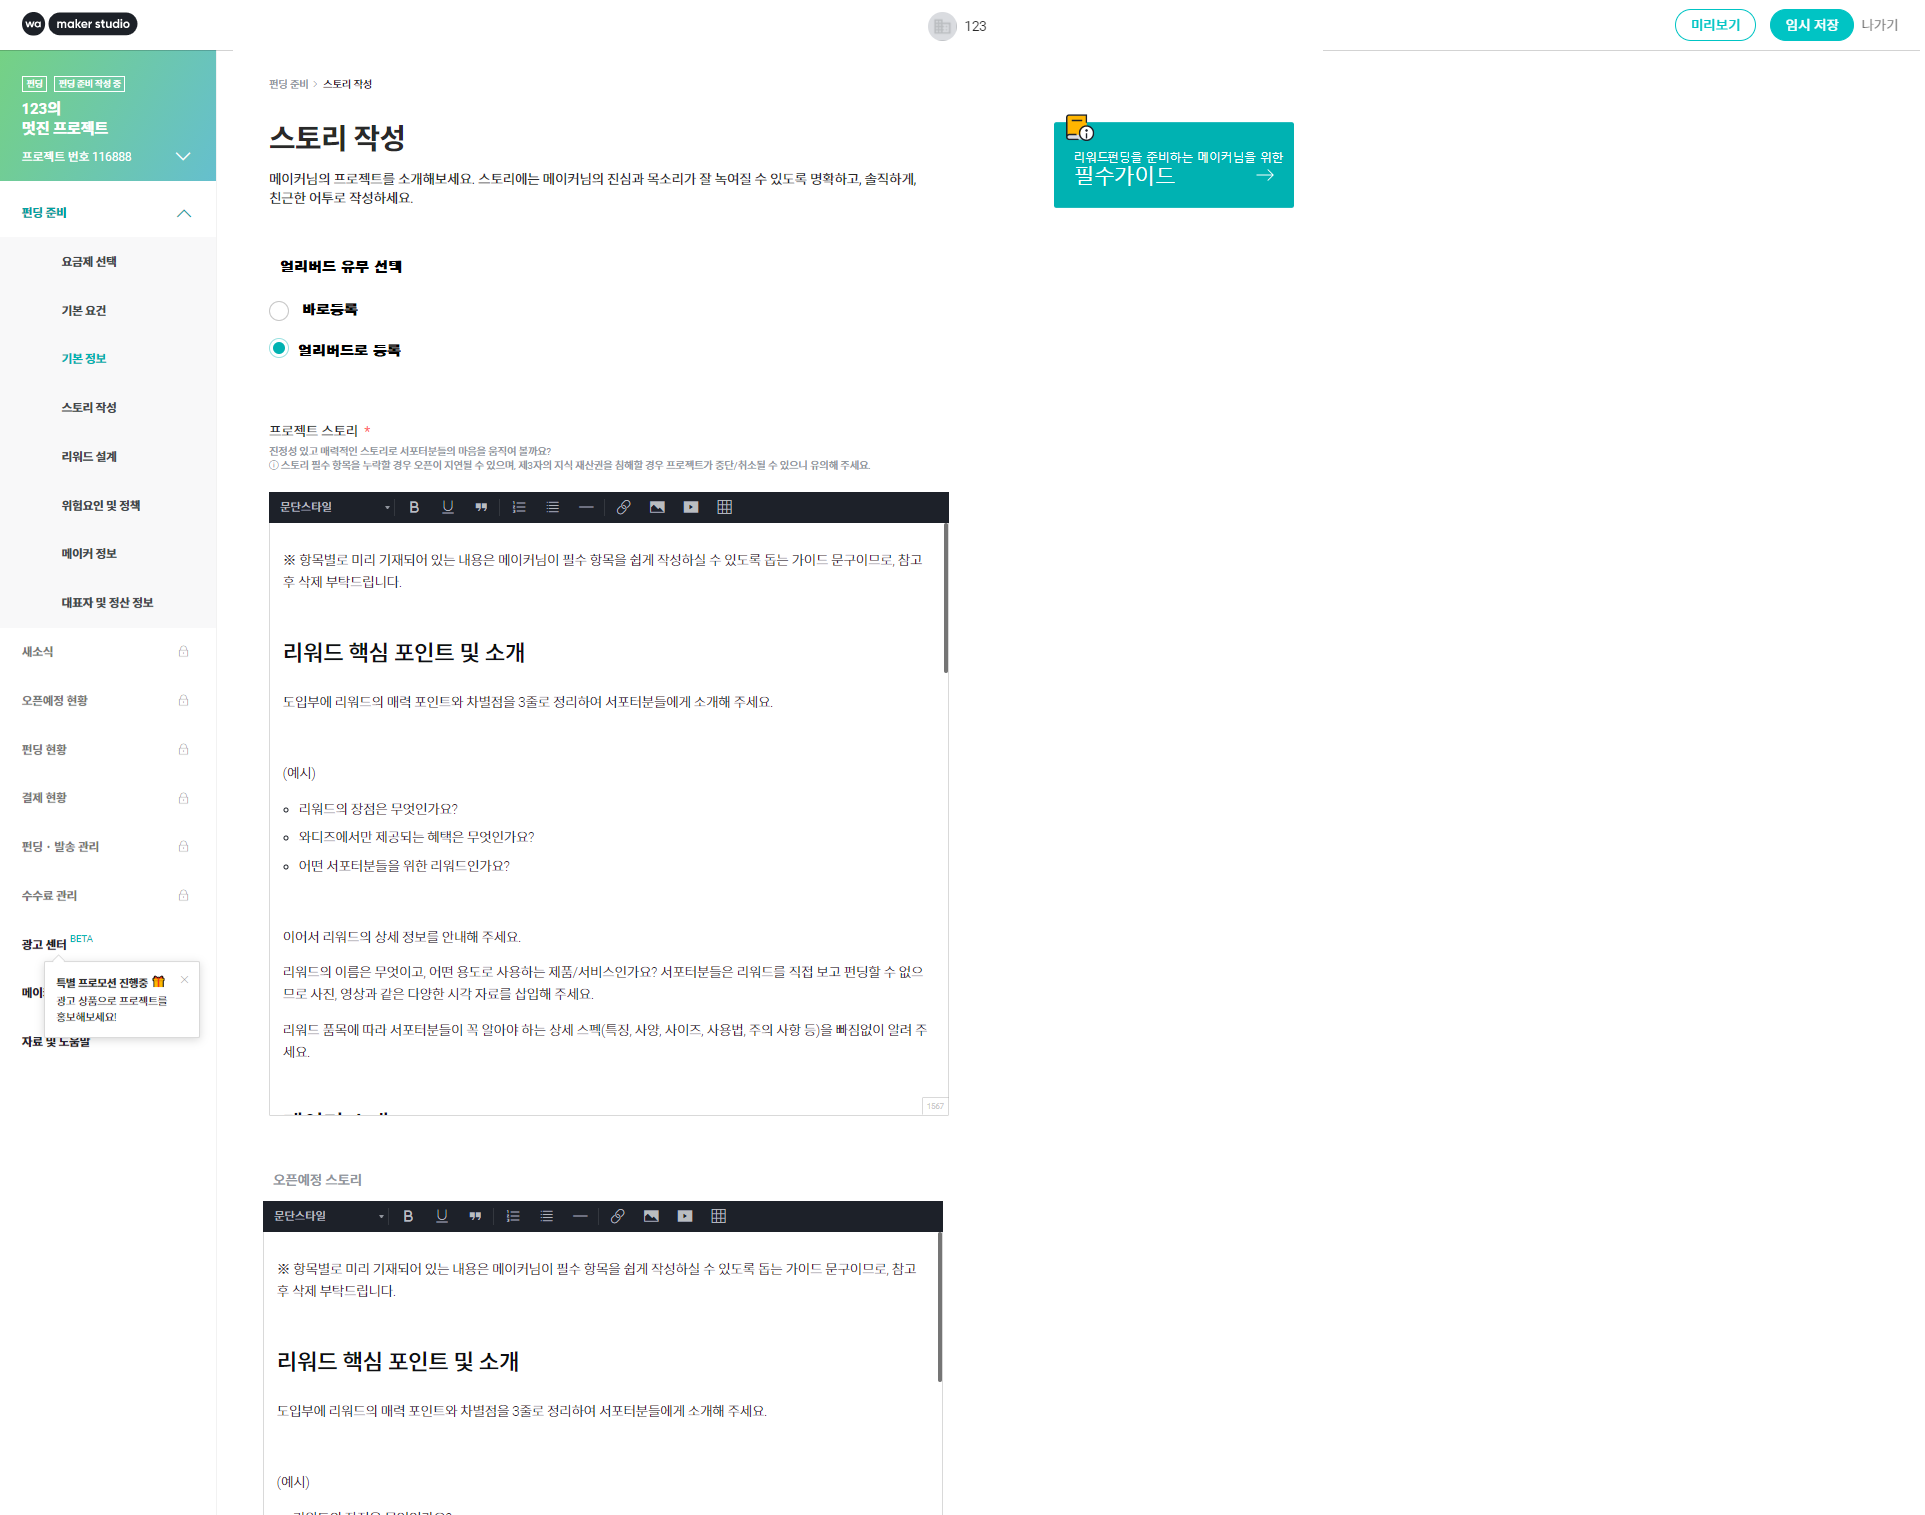 wa maker studio
123
미리보기
임시 저장
나가기
펀딩
펀딩 준비 작성 중
123의
멋진 프로젝트
프로젝트 번호 116888
펀딩 준비
요금제 선택
기본 요건
기본 정보
스토리 작성
리워드 설계
위험요인 및 정책
메이커 정보
대표자 및 정산 정보
새소식
오픈예정 현황
펀딩 현황
결제 현황
펀딩 · 발송 관리
수수료 관리
광고 센터 BETA
특별 프로모션 진행중
광고 상품으로 프로젝트를
홍보해보세요!
자료 및 도움말
펀딩 준비 > 스토리 작성
스토리 작성
메이커님의 프로젝트를 소개해보세요. 스토리에는 메이커님의 진심과 목소리가 잘 녹여질 수 있도록 명확하고, 솔직하게,
친근한 어투로 작성하세요.
리워드펀딩을 준비하는 메이커님을 위한
필수가이드
얼리버드 유무 선택
바로등록
얼리버드로 등록
프로젝트 스토리 *
진정성 있고 매력적인 스토리로 서포터분들의 마음을 움직여 볼까요?
스토리 필수 항목을 누락할 경우 오픈이 지연될 수 있으며, 제3자의 지식 재산권을 침해할 경우 프로젝트가 중단/취소될 수 있으니 유의해 주세요.
문단스타일 B U
※ 항목별로 미리 기재되어 있는 내용은 메이커님이 필수 항목을 쉽게 작성하실 수 있도록 돕는 가이드 문구이므로, 참고
후 삭제 부탁드립니다.
리워드 핵심 포인트 및 소개
도입부에 리워드의 매력 포인트와 차별점을 3줄로 정리하여 서포터분들에게 소개해 주세요.
(예시)
리워드의 장점은 무엇인가요?
와디즈에서만 제공되는 혜택은 무엇인가요?
어떤 서포터분들을 위한 리워드인가요?
이어서 리워드의 상세 정보를 안내해 주세요.
리워드의 이름은 무엇이고, 어떤 용도로 사용하는 제품/서비스인가요? 서포터분들은 리워드를 직접 보고 펀딩할 수 없으
므로 사진, 영상과 같은 다양한 시각 자료를 삽입해 주세요.
리워드 품목에 따라 서포터분들이 꼭 알아야 하는 상세 스펙(특징, 사양, 사이즈, 사용법, 주의 사항 등)을 빠짐없이 알려 주
세요.
1567
오픈예정 스토리
문단스타일 B U
※ 항목별로 미리 기재되어 있는 내용은 메이커님이 필수 항목을 쉽게 작성하실 수 있도록 돕는 가이드 문구이므로, 참고
후 삭제 부탁드립니다.
리워드 핵심 포인트 및 소개
도입부에 리워드의 매력 포인트와 차별점을 3줄로 정리하여 서포터분들에게 소개해 주세요.
(예시)